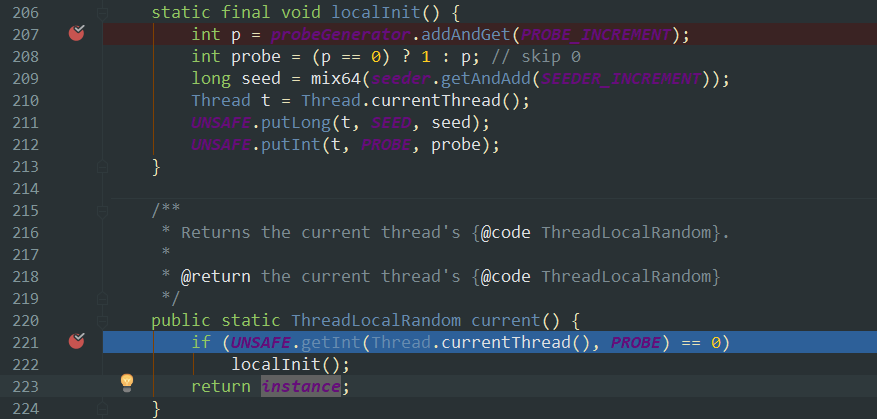 206 static final void localInit() {
207 int p = probeGenerator.addAndGet(PROBE_INCREMENT);
208 int probe = (p == 0) ? 1 : p; // skip 0
209 long seed = mix64(seeder.getAndAdd(SEEDER_INCREMENT));
210 Thread t = Thread.currentThread();
211 UNSAFE.putLong(t, SEED, seed);
212 UNSAFE.putInt(t, PROBE, probe);
213 }
214
215 /**
216 * Returns the current thread's {@code ThreadLocalRandom}.
217 *
218 * @return the current thread's {@code ThreadLocalRandom}
219 */
220 public static ThreadLocalRandom current() {
221 if (UNSAFE.getInt(Thread.currentThread(), PROBE) == 0)
222 localInit();
223 return instance;
224 }